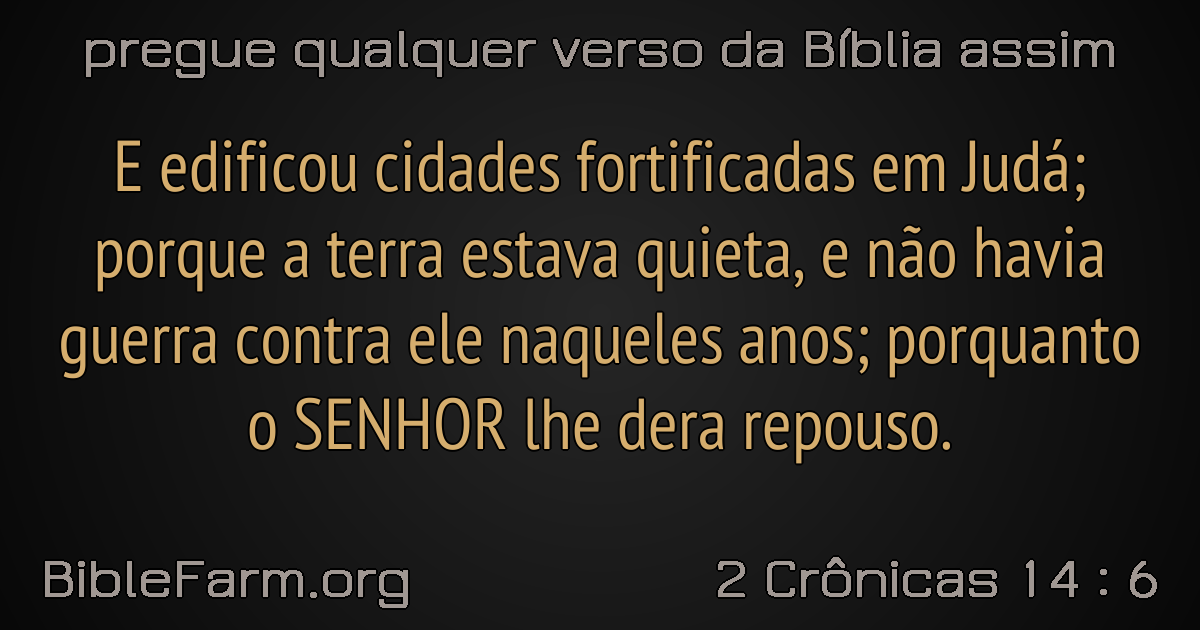 pregue qualquer verso da Bíblia assim
E edificou cidades fortificadas em Judá;
porque a terra estava quieta, e não havia
guerra contra ele naqueles anos; porquanto
o SENHOR lhe dera repouso.
BibleFarm.org
2 Crônicas 14 : 6